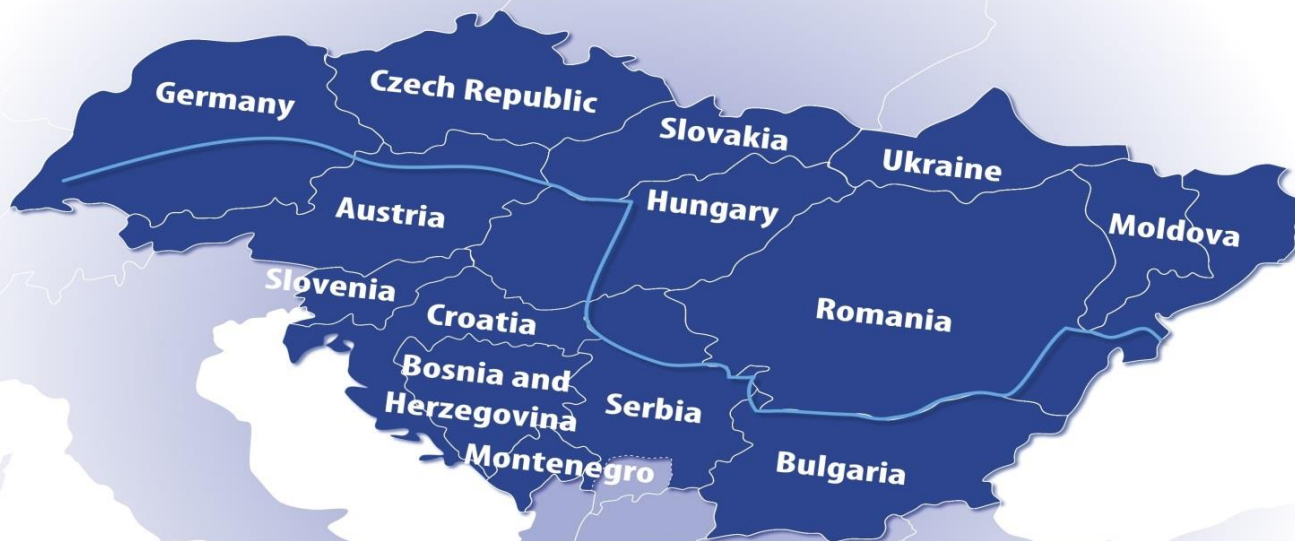 Germany
Czech Republic
Slovakia
Ukraine
Austria
Hungary
Moldova
Slovenia
Croatia
Romania
Bosnia and
Herzegovina
Serbia
Montenegro
Bulgaria